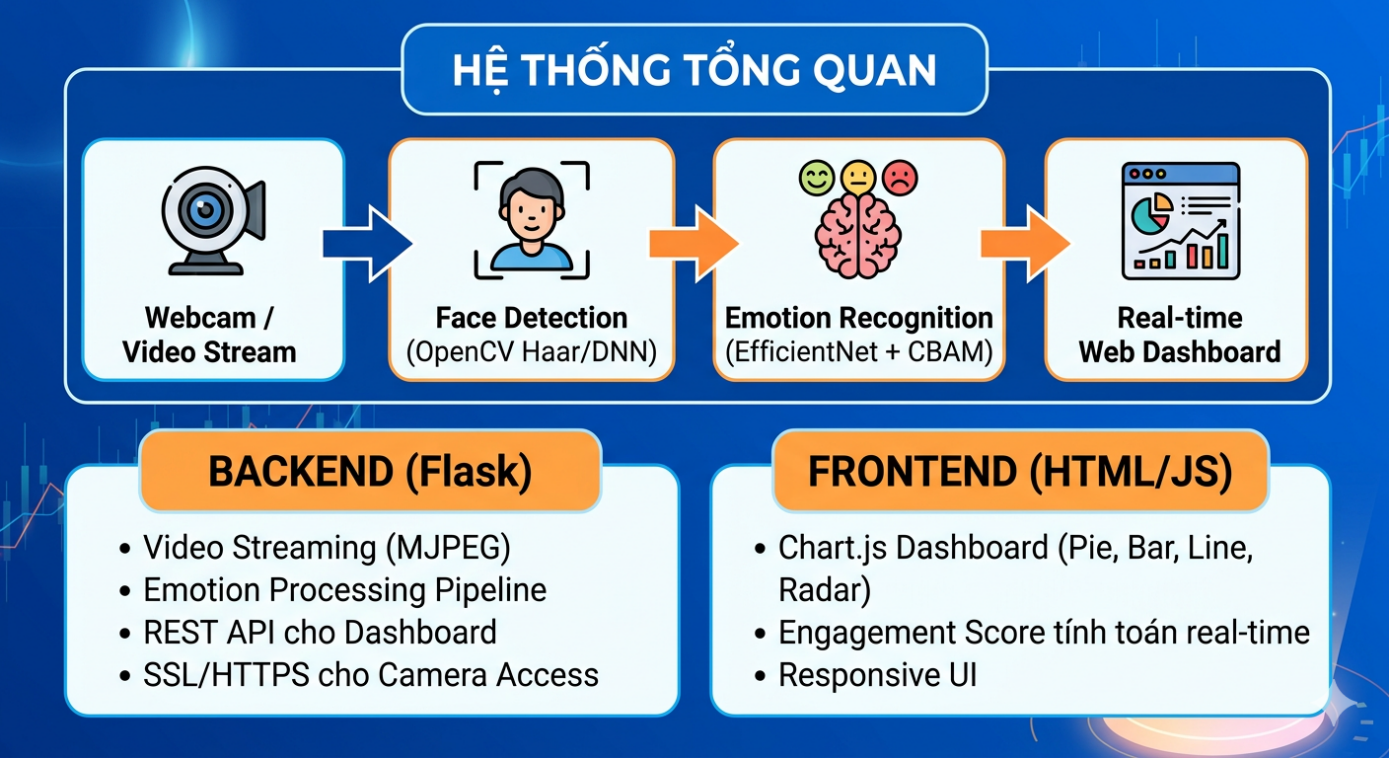 HỆ THỐNG TỔNG QUAN
Webcam /
Video Stream
Face Detection
(OpenCV Haar/DNN)
Emotion Recognition
(EfficientNet + CBAM)
Real-time
Web Dashboard
BACKEND (Flask)
• Video Streaming (MJPEG)
• Emotion Processing Pipeline
• REST API cho Dashboard
• SSL/HTTPS cho Camera Access
FRONTEND (HTML/JS)
• Chart.js Dashboard (Pie, Bar, Line,
Radar)
• Engagement Score tính toán real-time
• Responsive UI